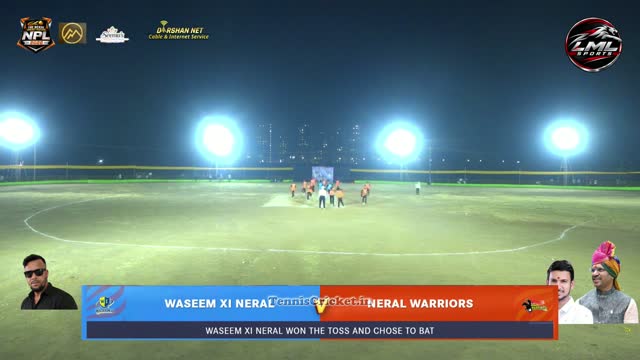 NPL
DARSHAN NET
Cable & Internet Service
LML
SPORTS
WASEEM XI NERAL
V
NERAL WARRIORS
TennisCricket.in
WASEEM XI NERAL WON THE TOSS AND CHOSE TO BAT